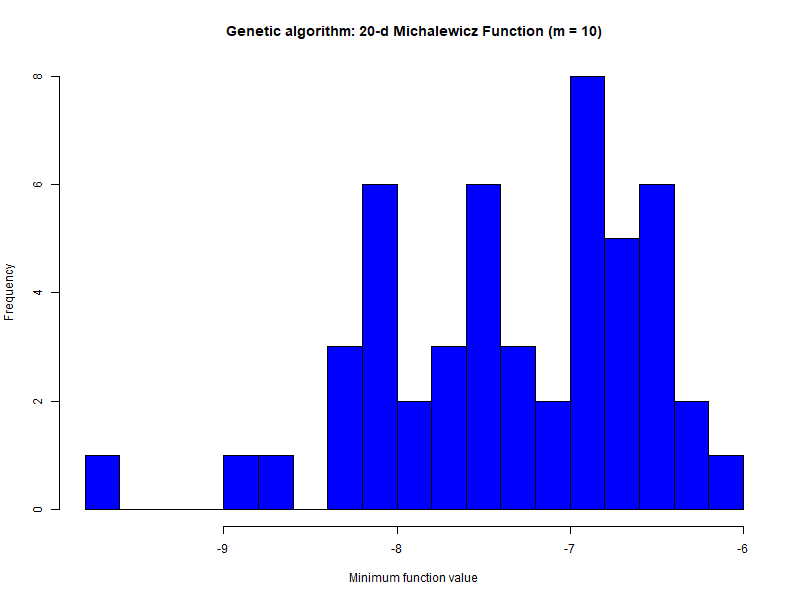 Genetic algorithm: 20-d Michalewicz Function (m = 10)
8
6
4
2
0
Frequency
-9 -8 -7 -6
Minimum function value